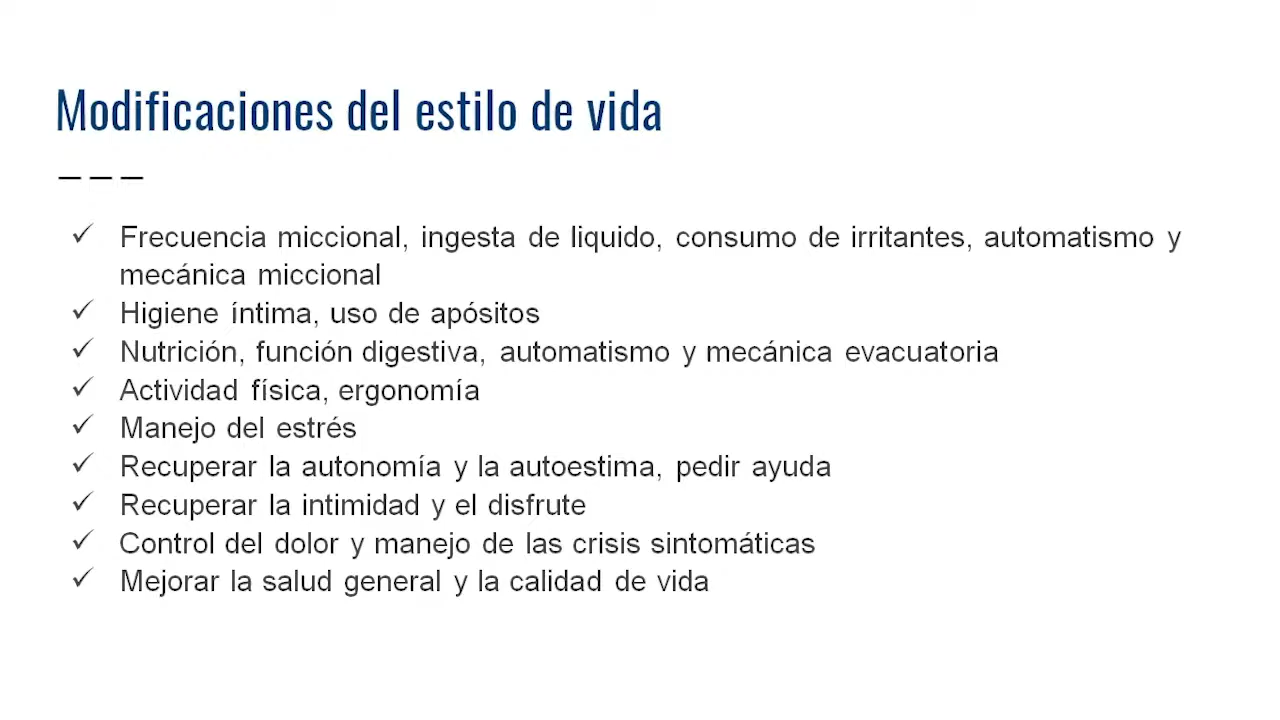 Modificaciones del estilo de vida
✓ Frecuencia miccional, ingesta de liquido, consumo de irritantes, automatismo y
mecánica miccional
✓ Higiene íntima, uso de apósitos
✓ Nutrición, función digestiva, automatismo y mecánica evacuatoria
✓ Actividad física, ergonomía
✓ Manejo del estrés
✓ Recuperar la autonomía y la autoestima, pedir ayuda
✓ Recuperar la intimidad y el disfrute
✓ Control del dolor y manejo de las crisis sintomáticas
✓ Mejorar la salud general y la calidad de vida